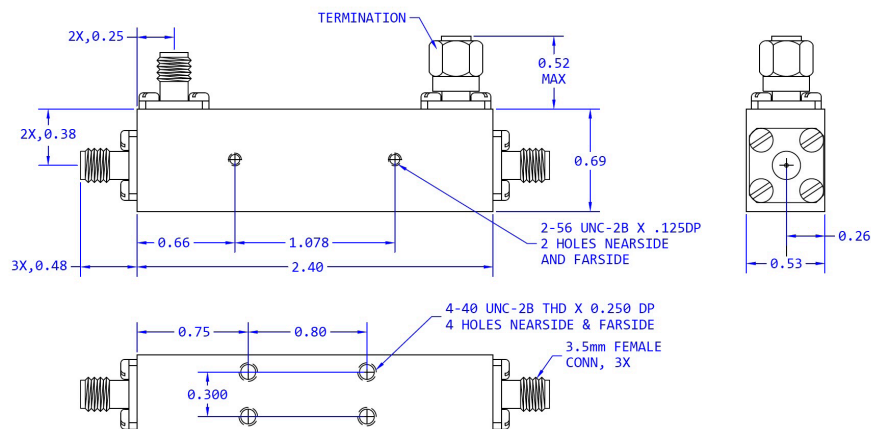 TERMINATION
2X,0.25
0.52
MAX
2X,0.38
0.69
2-56 UNC-2B X .125DP
2 HOLES NEARSIDE
AND FARSIDE
0.66
1.078
0.26
3X,0.48
2.40
0.53
4-40 UNC-2B THD X 0.250 DP
4 HOLES NEARSIDE & FARSIDE
0.75
0.80
3.5mm FEMALE
CONN, 3X
0.300